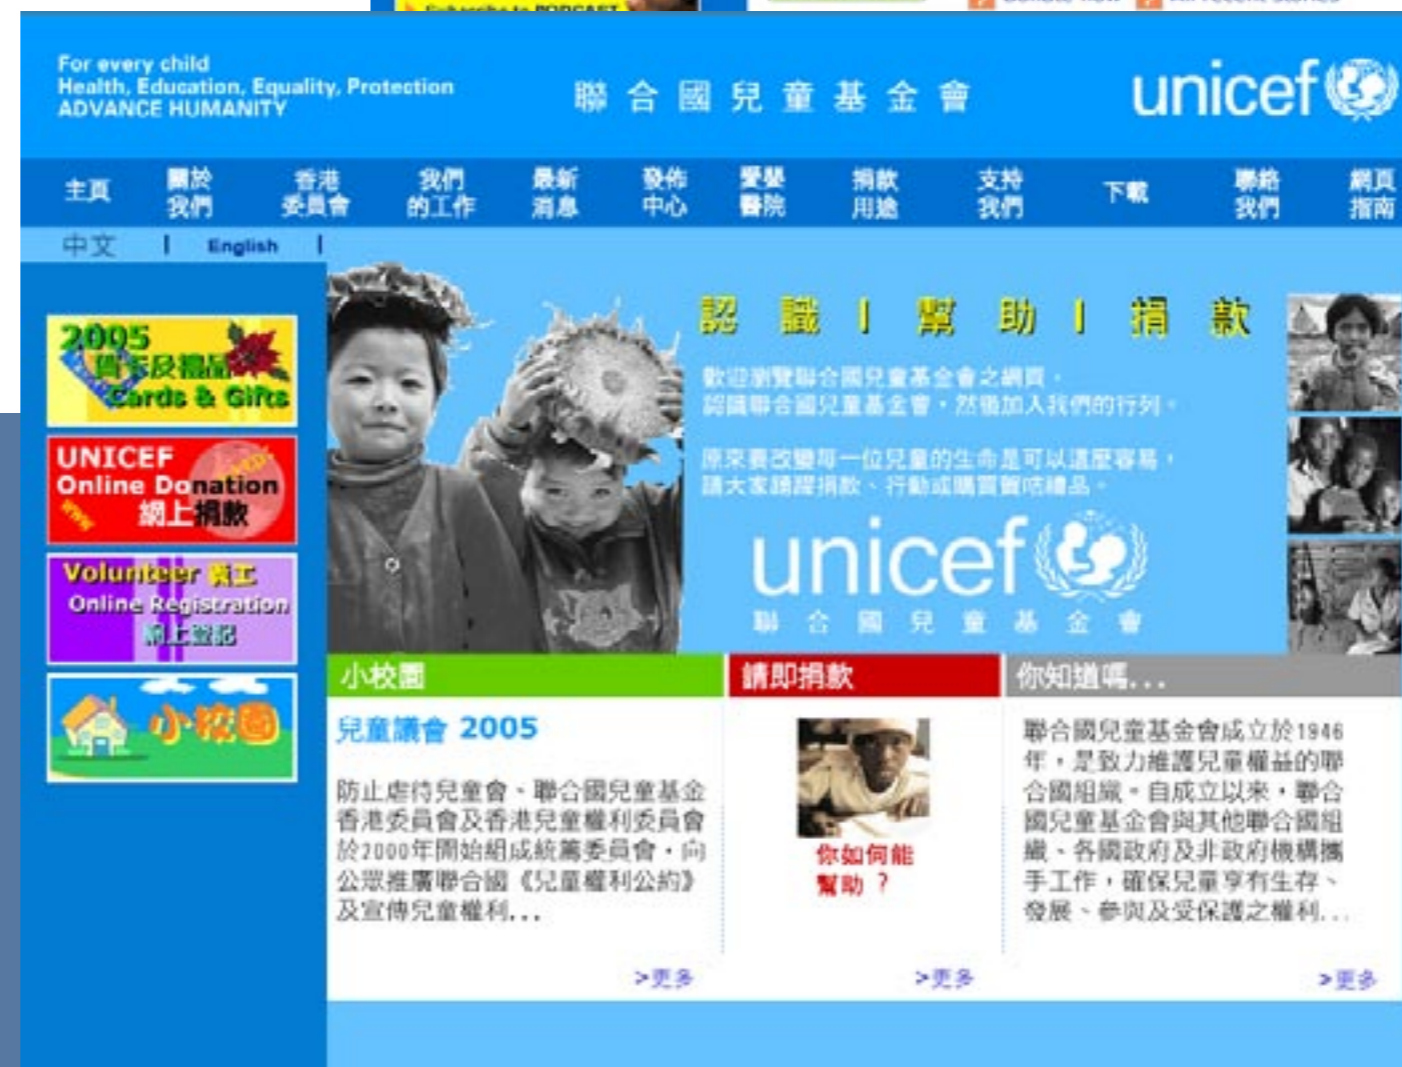 Subscribe to PODCAST
For every child
Health, Education, Equality, Protection
ADVANCE HUMANITY
聯合國兒童基金會
unicef
主頁
關於我們
香港委員會
我們的工作
最新消息
發佈中心
愛嬰醫院
捐款用途
支持我們
下載
聯絡我們
網頁指南
中文 | English |
2005
賀卡及禮品
Cards & Gifts
UNICEF
Online Donation
網上捐款
www
Volunteer 義工
Online Registration
網上登記
小校園
認識 | 幫助 | 捐款
歡迎瀏覽聯合國兒童基金會之網頁，
認識聯合國兒童基金會，然後加入我們的行列。
原來要改變每一位兒童的生命是可以這麼容易，
請大家踴躍捐款、行動或購買賀咭禮品。
unicef
聯合國兒童基金會
小校園
兒童議會 2005
防止虐待兒童會、聯合國兒童基金
香港委員會及香港兒童權利委員會
於2000年開始組成統籌委員會，向
公眾推廣聯合國《兒童權利公約》
及宣傳兒童權利...
>更多
請即捐款
你如何能
幫助？
>更多
你知道嗎...
聯合國兒童基金會成立於1946
年，是致力維護兒童權益的聯
合國組織。自成立以來，聯合
國兒童基金會與其他聯合國組
織、各國政府及非政府機構攜
手工作，確保兒童享有生存、
發展、參與及受保護之權利...
>更多